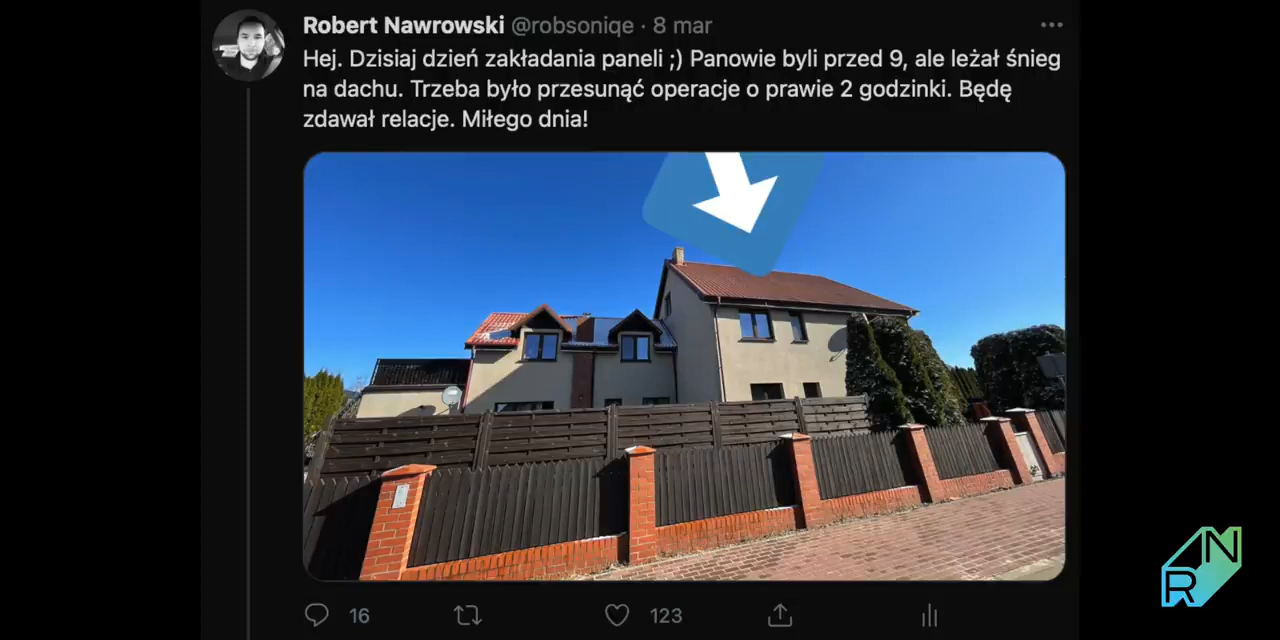 Robert Nawrowski @robsoniqe · 8 mar
Hej. Dzisiaj dzień zakładania paneli ;) Panowie byli przed 9, ale leżał śnieg
na dachu. Trzeba było przesunąć operacje o prawie 2 godzinki. Będę
zdawał relacje. Miłego dnia!
16
123
N
R